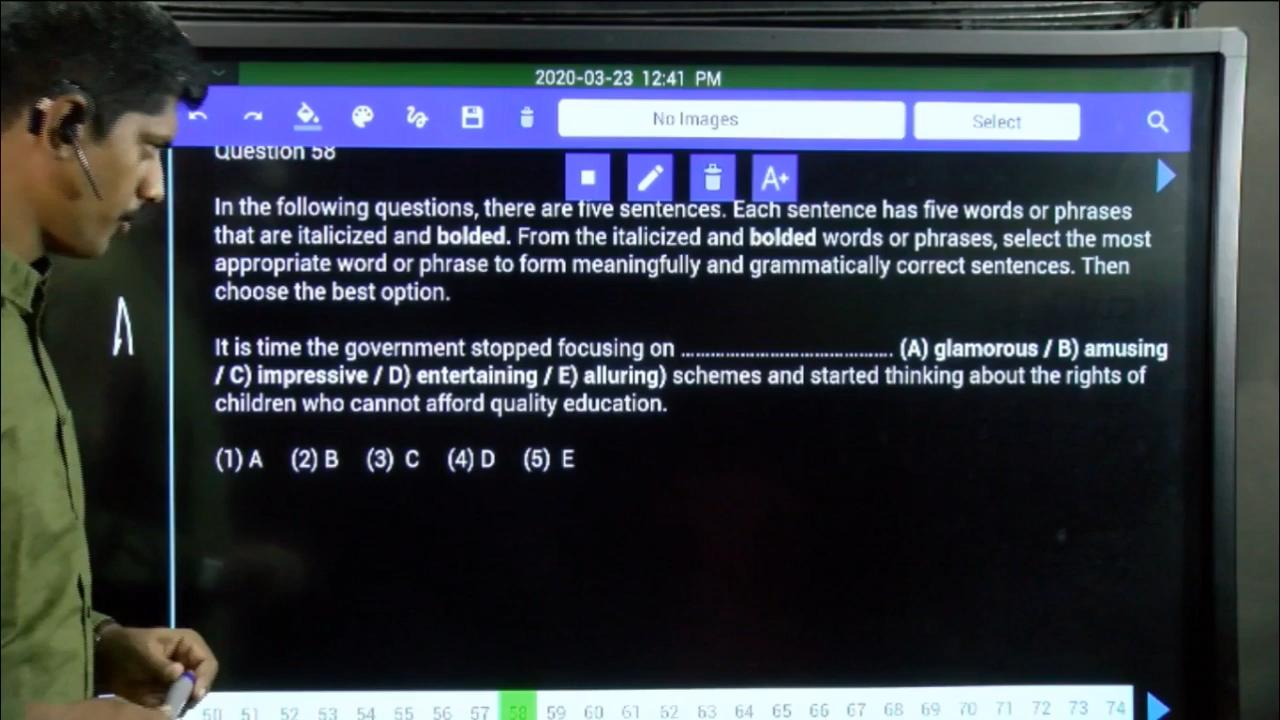 2020-03-23 12:41 PM
No Images
Select
Question 58
A+
In the following questions, there are five sentences. Each sentence has five words or phrases
that are italicized and bolded. From the italicized and bolded words or phrases, select the most
appropriate word or phrase to form meaningfully and grammatically correct sentences. Then
choose the best option.
It is time the government stopped focusing on ........................................... (A) glamorous / B) amusing
/ C) impressive / D) entertaining / E) alluring) schemes and started thinking about the rights of
children who cannot afford quality education.
(1) A (2) B (3) C (4) D (5) E
50 51 52 53 54 55 56 57 58 59 60 61 62 63 64 65 66 67 68 69 70 71 72 73 74